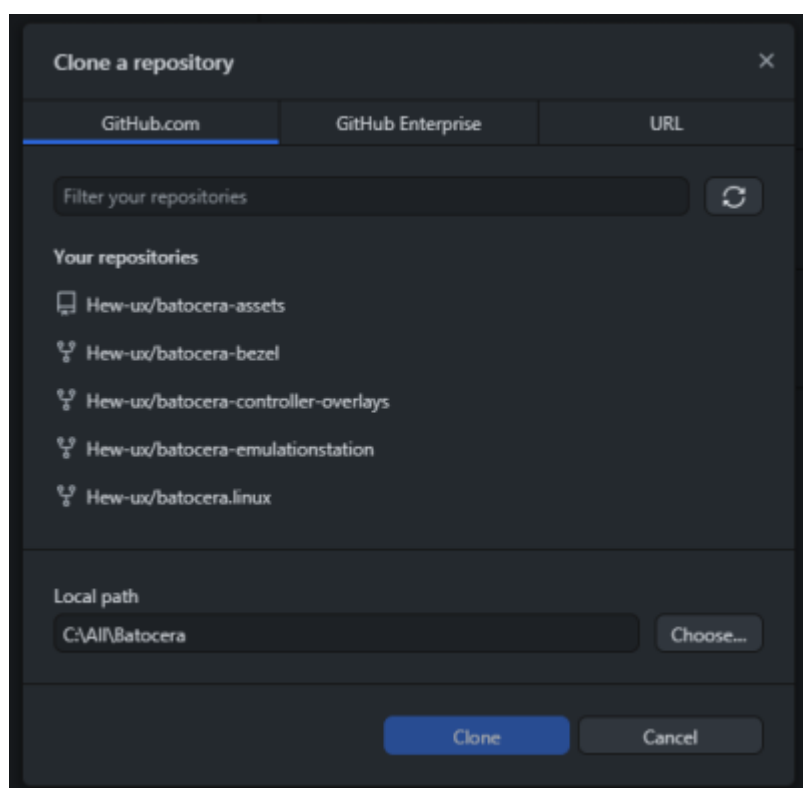 Clone a repository
GitHub.com GitHub Enterprise URL
Filter your repositories
Your repositories
Hew-ux/batocera-assets
Hew-ux/batocera-bezel
Hew-ux/batocera-controller-overlays
Hew-ux/batocera-emulationstation
Hew-ux/batocera.linux
Local path
C:\All\Batocera Choose...
Clone Cancel